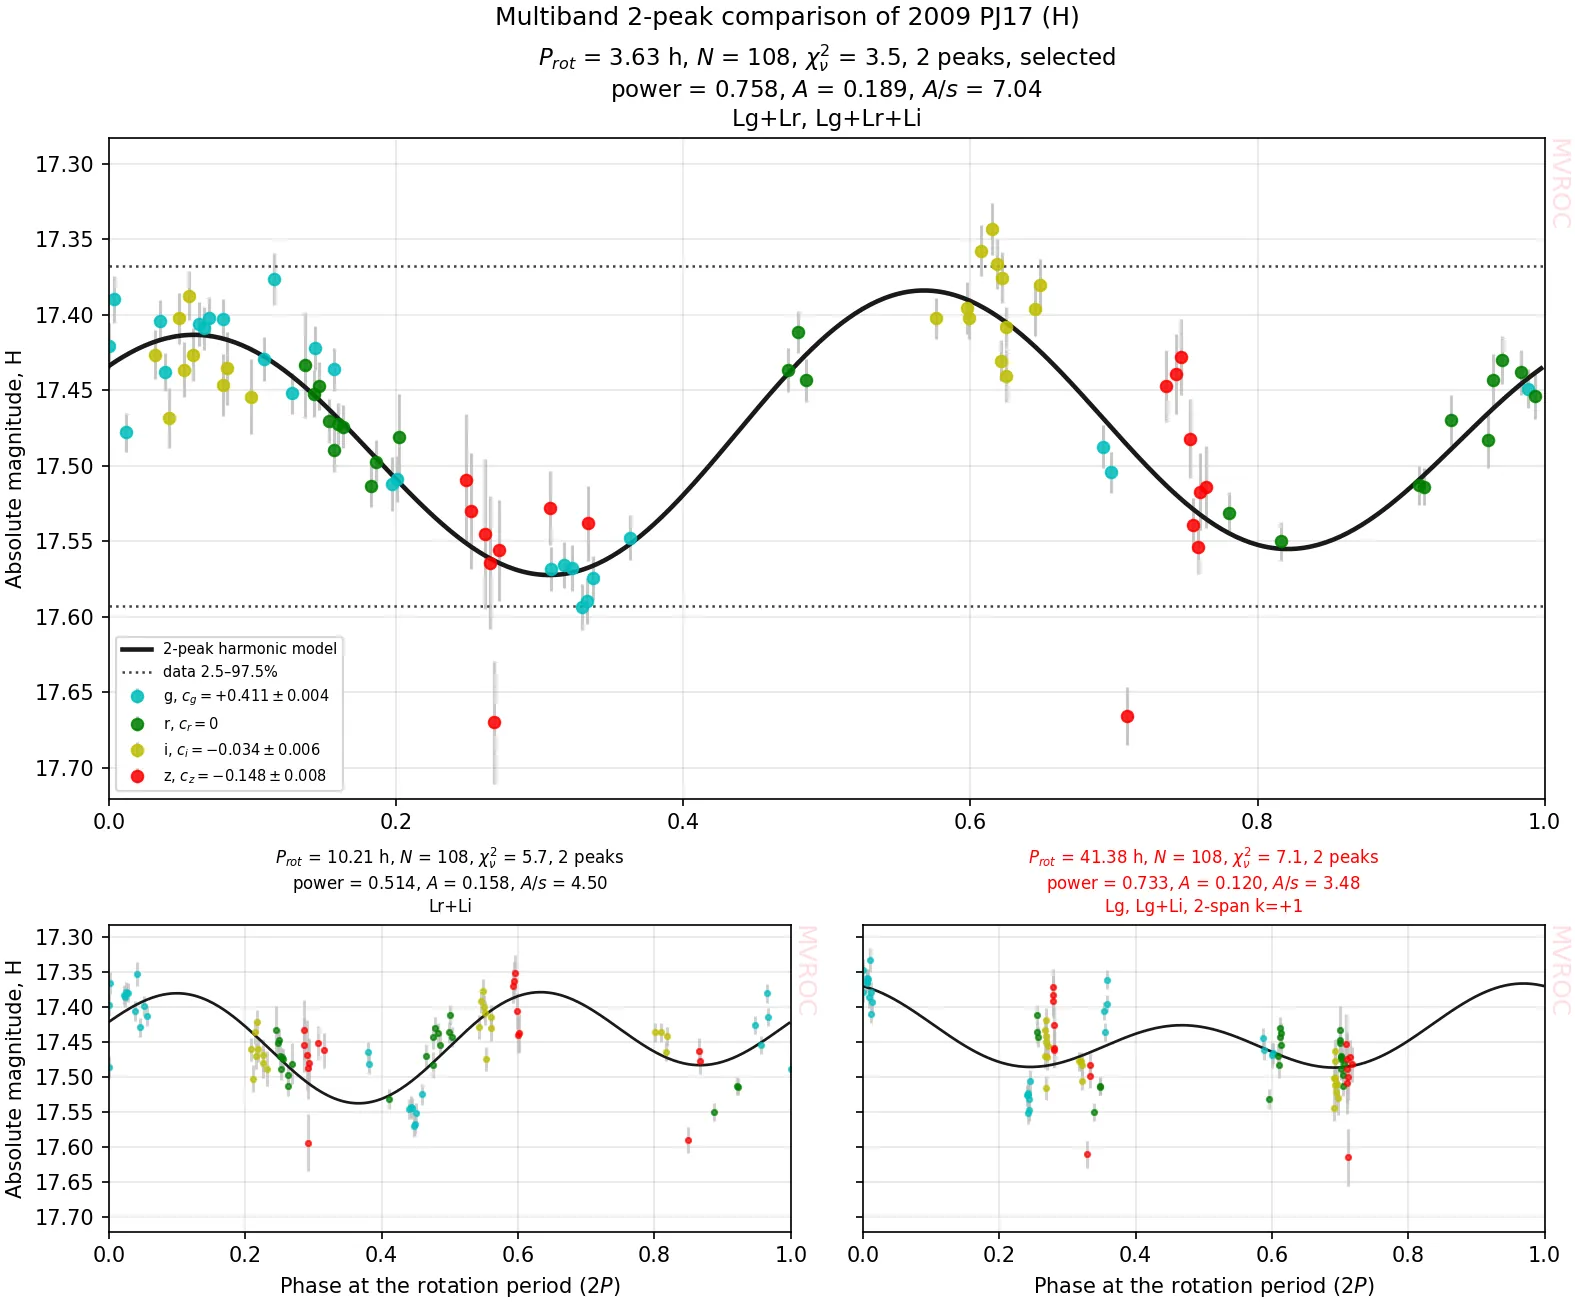 Multiband 2-peak comparison of 2009 PJ17 (H)
P_rot = 3.63 h, N = 108, χ²_ν = 3.5, 2 peaks, selected
power = 0.758, A = 0.189, A/s = 7.04
Lg+Lr, Lg+Lr+Li
17.30
17.35
17.40
17.45
17.50
17.55
17.60
17.65
17.70
Absolute magnitude, H
MVROC
2-peak harmonic model
data 2.5–97.5%
g, c_g = +0.411 ± 0.004
r, c_r = 0
i, c_i = −0.034 ± 0.006
z, c_z = −0.148 ± 0.008
0.0 0.2 0.4 0.6 0.8 1.0
P_rot = 10.21 h, N = 108, χ²_ν = 5.7, 2 peaks
power = 0.514, A = 0.158, A/s = 4.50
Lr+Li
17.30
17.35
17.40
17.45
17.50
17.55
17.60
17.65
17.70
Absolute magnitude, H
MVROC
0.0 0.2 0.4 0.6 0.8 1.0
Phase at the rotation period (2P)
P_rot = 41.38 h, N = 108, χ²_ν = 7.1, 2 peaks
power = 0.733, A = 0.120, A/s = 3.48
Lg, Lg+Li, 2-span k=+1
MVROC
0.0 0.2 0.4 0.6 0.8 1.0
Phase at the rotation period (2P)